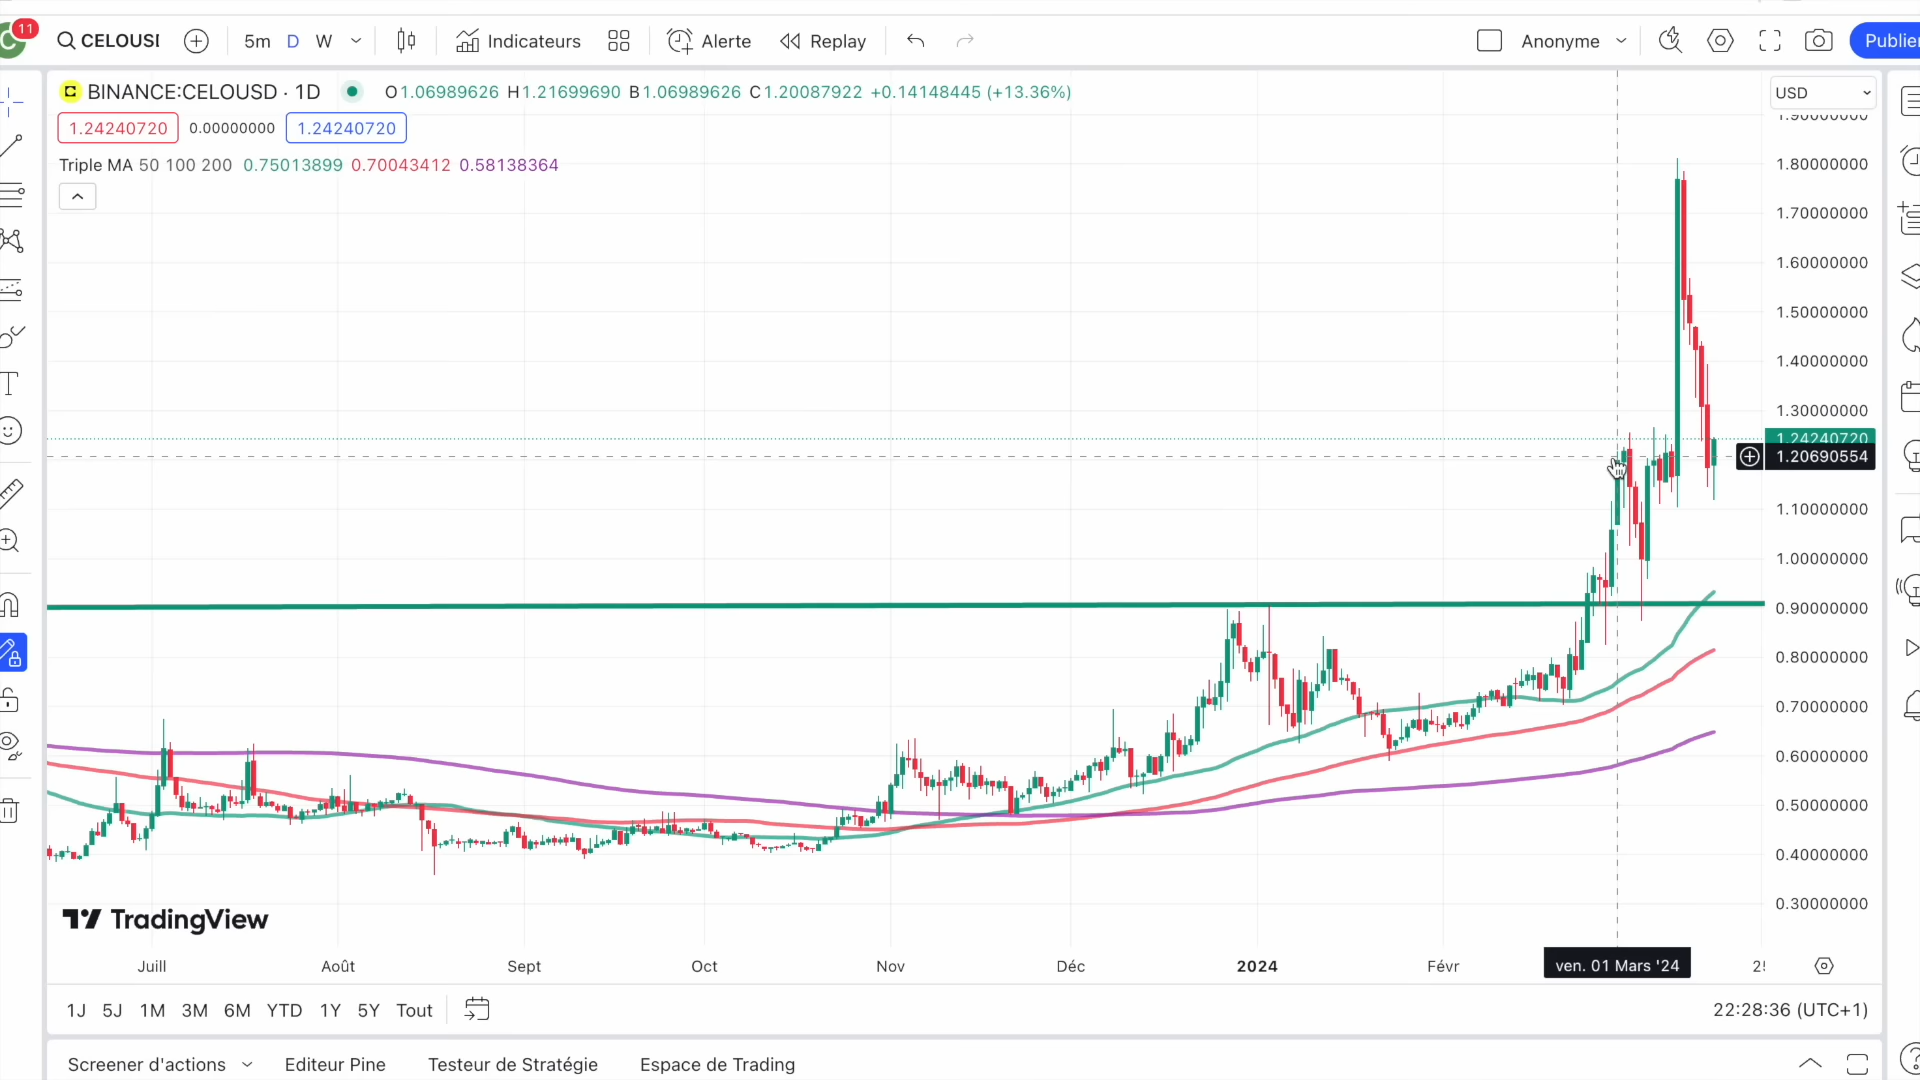 11
CELOUSI
5m D W
Indicateurs
Alerte
Replay
Anonyme
Publier
BINANCE:CELOUSD · 1D
O1.06989626 H1.21699690 B1.06989626 C1.20087922 +0.14148445 (+13.36%)
USD
1.24240720 0.00000000 1.24240720
Triple MA 50 100 200 0.75013899 0.70043412 0.58138364
1.90000000
1.80000000
1.70000000
1.60000000
1.50000000
1.40000000
1.30000000
1.24240720
1.20690554
1.10000000
1.00000000
0.90000000
0.80000000
0.70000000
0.60000000
0.50000000
0.40000000
0.30000000
TradingView
Juill Août Sept Oct Nov Déc 2024 Févr ven. 01 Mars '24
1J 5J 1M 3M 6M YTD 1Y 5Y Tout
22:28:36 (UTC+1)
Screener d'actions Editeur Pine Testeur de Stratégie Espace de Trading